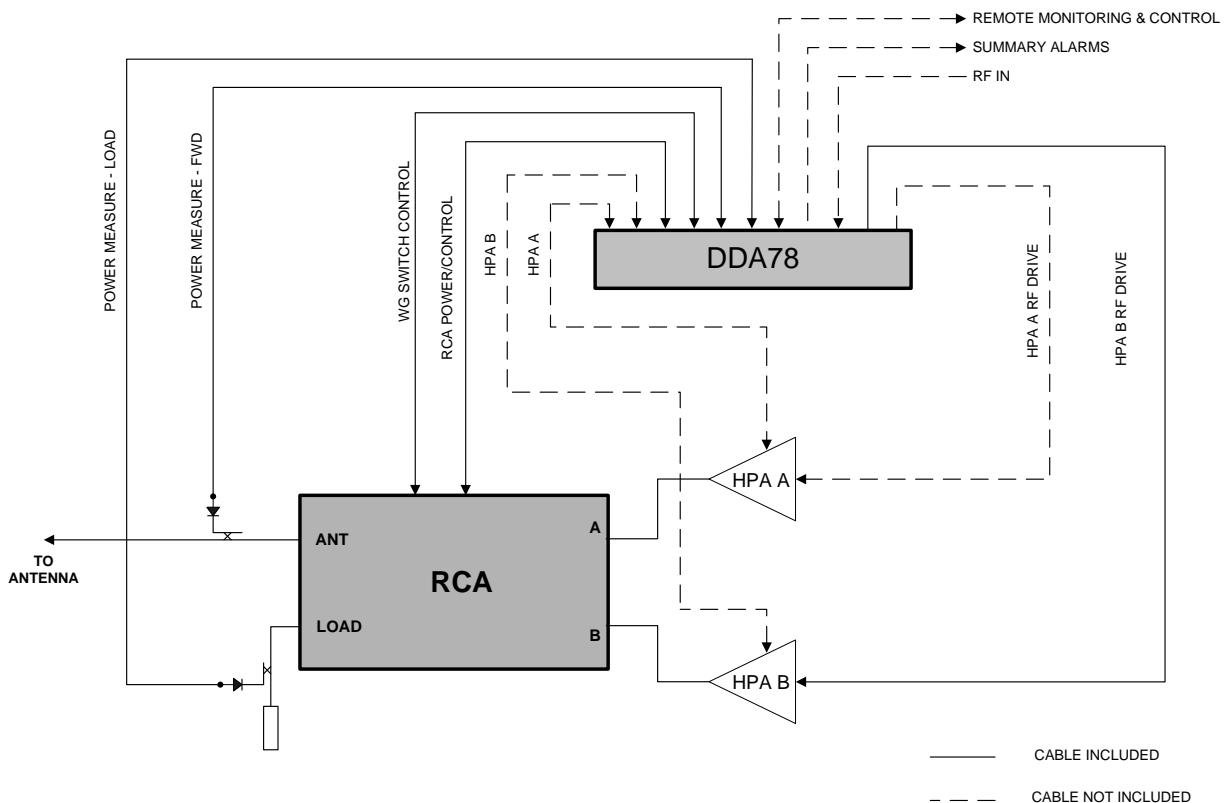 REMOTE MONITORING & CONTROL
SUMMARY ALARMS
RF IN
POWER MEASURE - LOAD
POWER MEASURE - FWD
WG SWITCH CONTROL
RCA POWER/CONTROL
HPA B
HPA A
DDA78
HPA A RF DRIVE
HPA B RF DRIVE
HPA A
ANT
A
TO
ANTENNA
RCA
LOAD
B
HPA B
CABLE INCLUDED
CABLE NOT INCLUDED